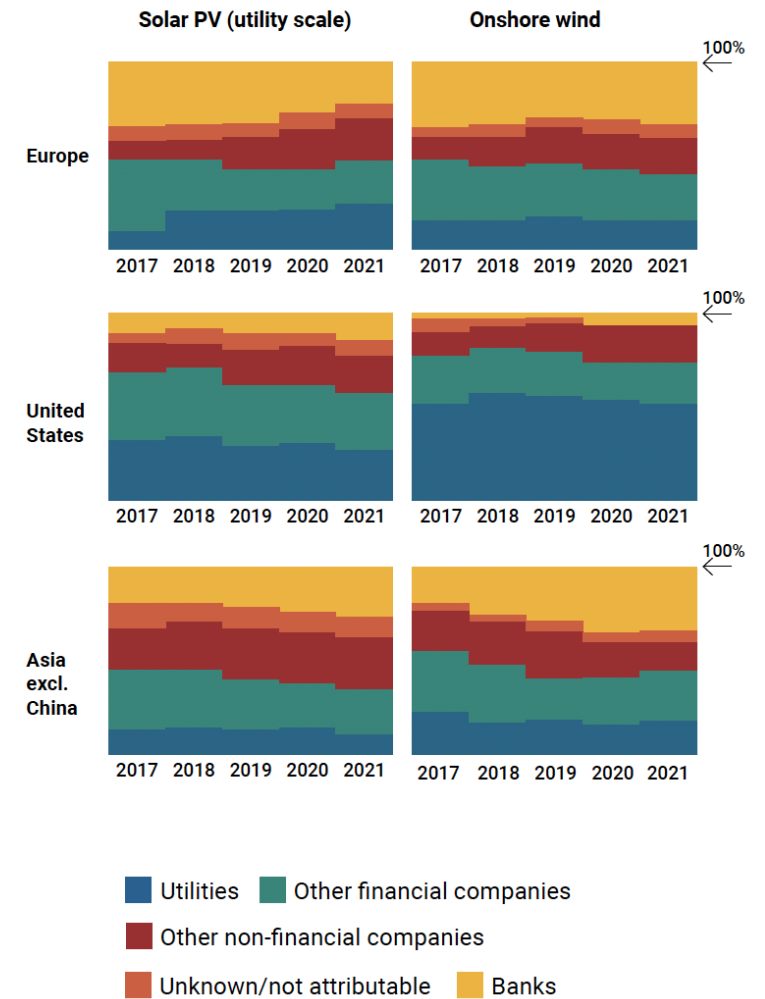 Solar PV (utility scale)
Onshore wind
100%
Europe
2017 2018 2019 2020 2021
2017 2018 2019 2020 2021
100%
United
States
2017 2018 2019 2020 2021
2017 2018 2019 2020 2021
100%
Asia
excl.
China
2017 2018 2019 2020 2021
2017 2018 2019 2020 2021
Utilities
Other financial companies
Other non-financial companies
Unknown/not attributable
Banks